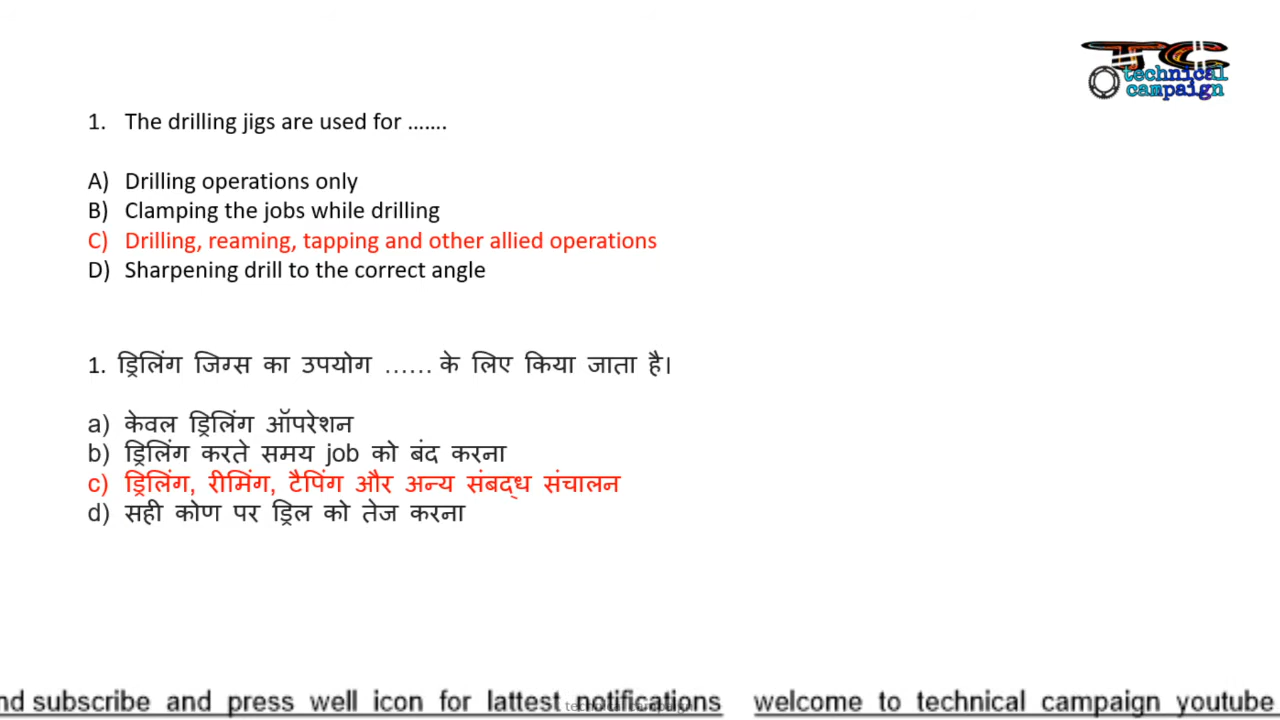 TC
technical
campaign
1. The drilling jigs are used for .......
A) Drilling operations only
B) Clamping the jobs while drilling
C) Drilling, reaming, tapping and other allied operations
D) Sharpening drill to the correct angle
1. ड्रिलिंग जिग्स का उपयोग ...... के लिए किया जाता है।
a) केवल ड्रिलिंग ऑपरेशन
b) ड्रिलिंग करते समय job को बंद करना
c) ड्रिलिंग, रीमिंग, टैपिंग और अन्य संबद्ध संचालन
d) सही कोण पर ड्रिल को तेज करना
nd subscribe and press well icon for lattest notifications welcome to technical campaign youtube
technical campaign